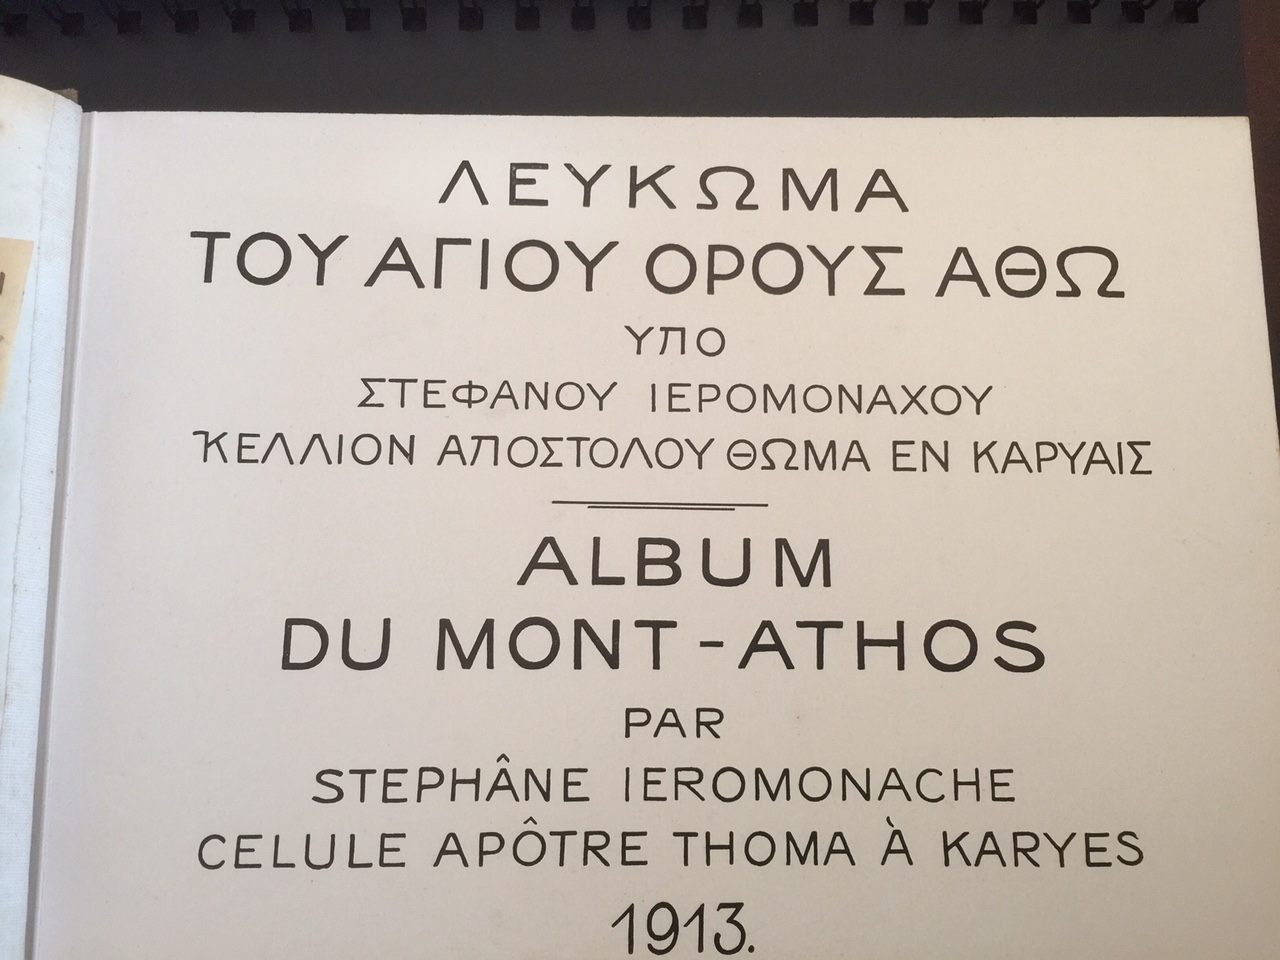 ΛΕΥΚΩΜΑ
ΤΟΥ ΑΓΙΟΥ ΟΡΟΥΣ ΑΘΩ
ΥΠΟ
ΣΤΕΦΑΝΟΥ ΙΕΡΟΜΟΝΑΧΟΥ
ΚΕΛΛΙΟΝ ΑΠΟΣΤΟΛΟΥ ΘΩΜΑ ΕΝ ΚΑΡΥΑΙΣ
ALBUM
DU MONT-ATHOS
PAR
STEPHÂNE IEROMONACHE
CELULE APÔTRE THOMA À KARYES
1913.